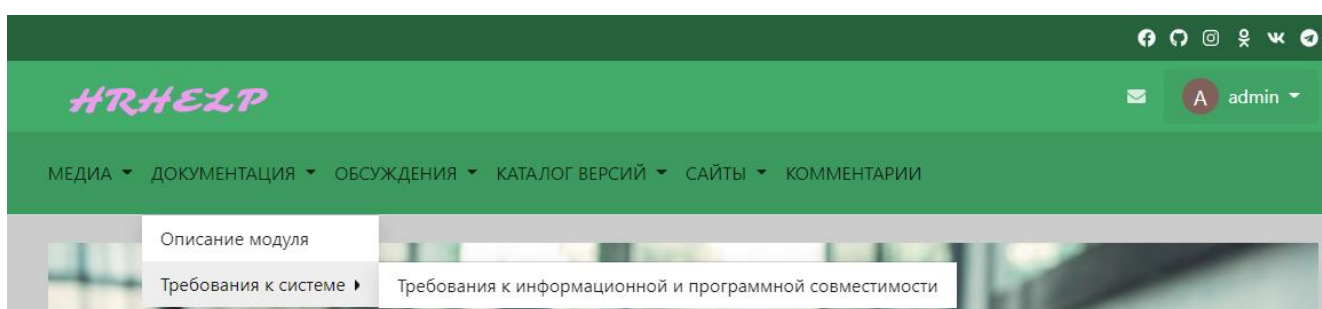 HRHELP
A admin
МЕДИА ДОКУМЕНТАЦИЯ ОБСУЖДЕНИЯ КАТАЛОГ ВЕРСИЙ САЙТЫ КОММЕНТАРИИ
Описание модуля
Требования к системе Требования к информационной и программной совместимости